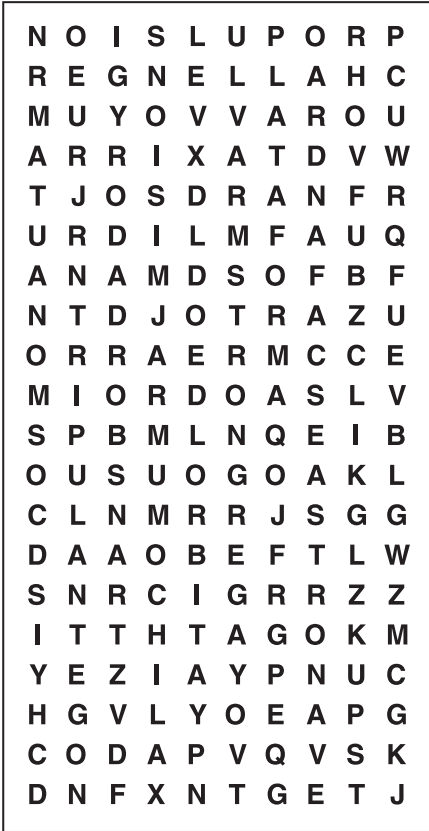 N O I S L U P O R P
R E G N E L L A H C
M U Y O V V A R O U
A R R I X A T D V W
T J O S D R A N F R
U R D I L M F A U Q
A N A M D S O F B F
N T D J O T R A Z U
O R R A E R M C C E
M I O R D O A S L V
S P B M L N Q E I B
O U S U O G O A K L
C L N M R R J S G G
D A A O B E F T L W
S N R C I G R R Z Z
I T T H T A G O K M
Y E Z I A Y P N U C
H G V L Y O E A P G
C O D A P V Q V S K
D N F X N T G E T J